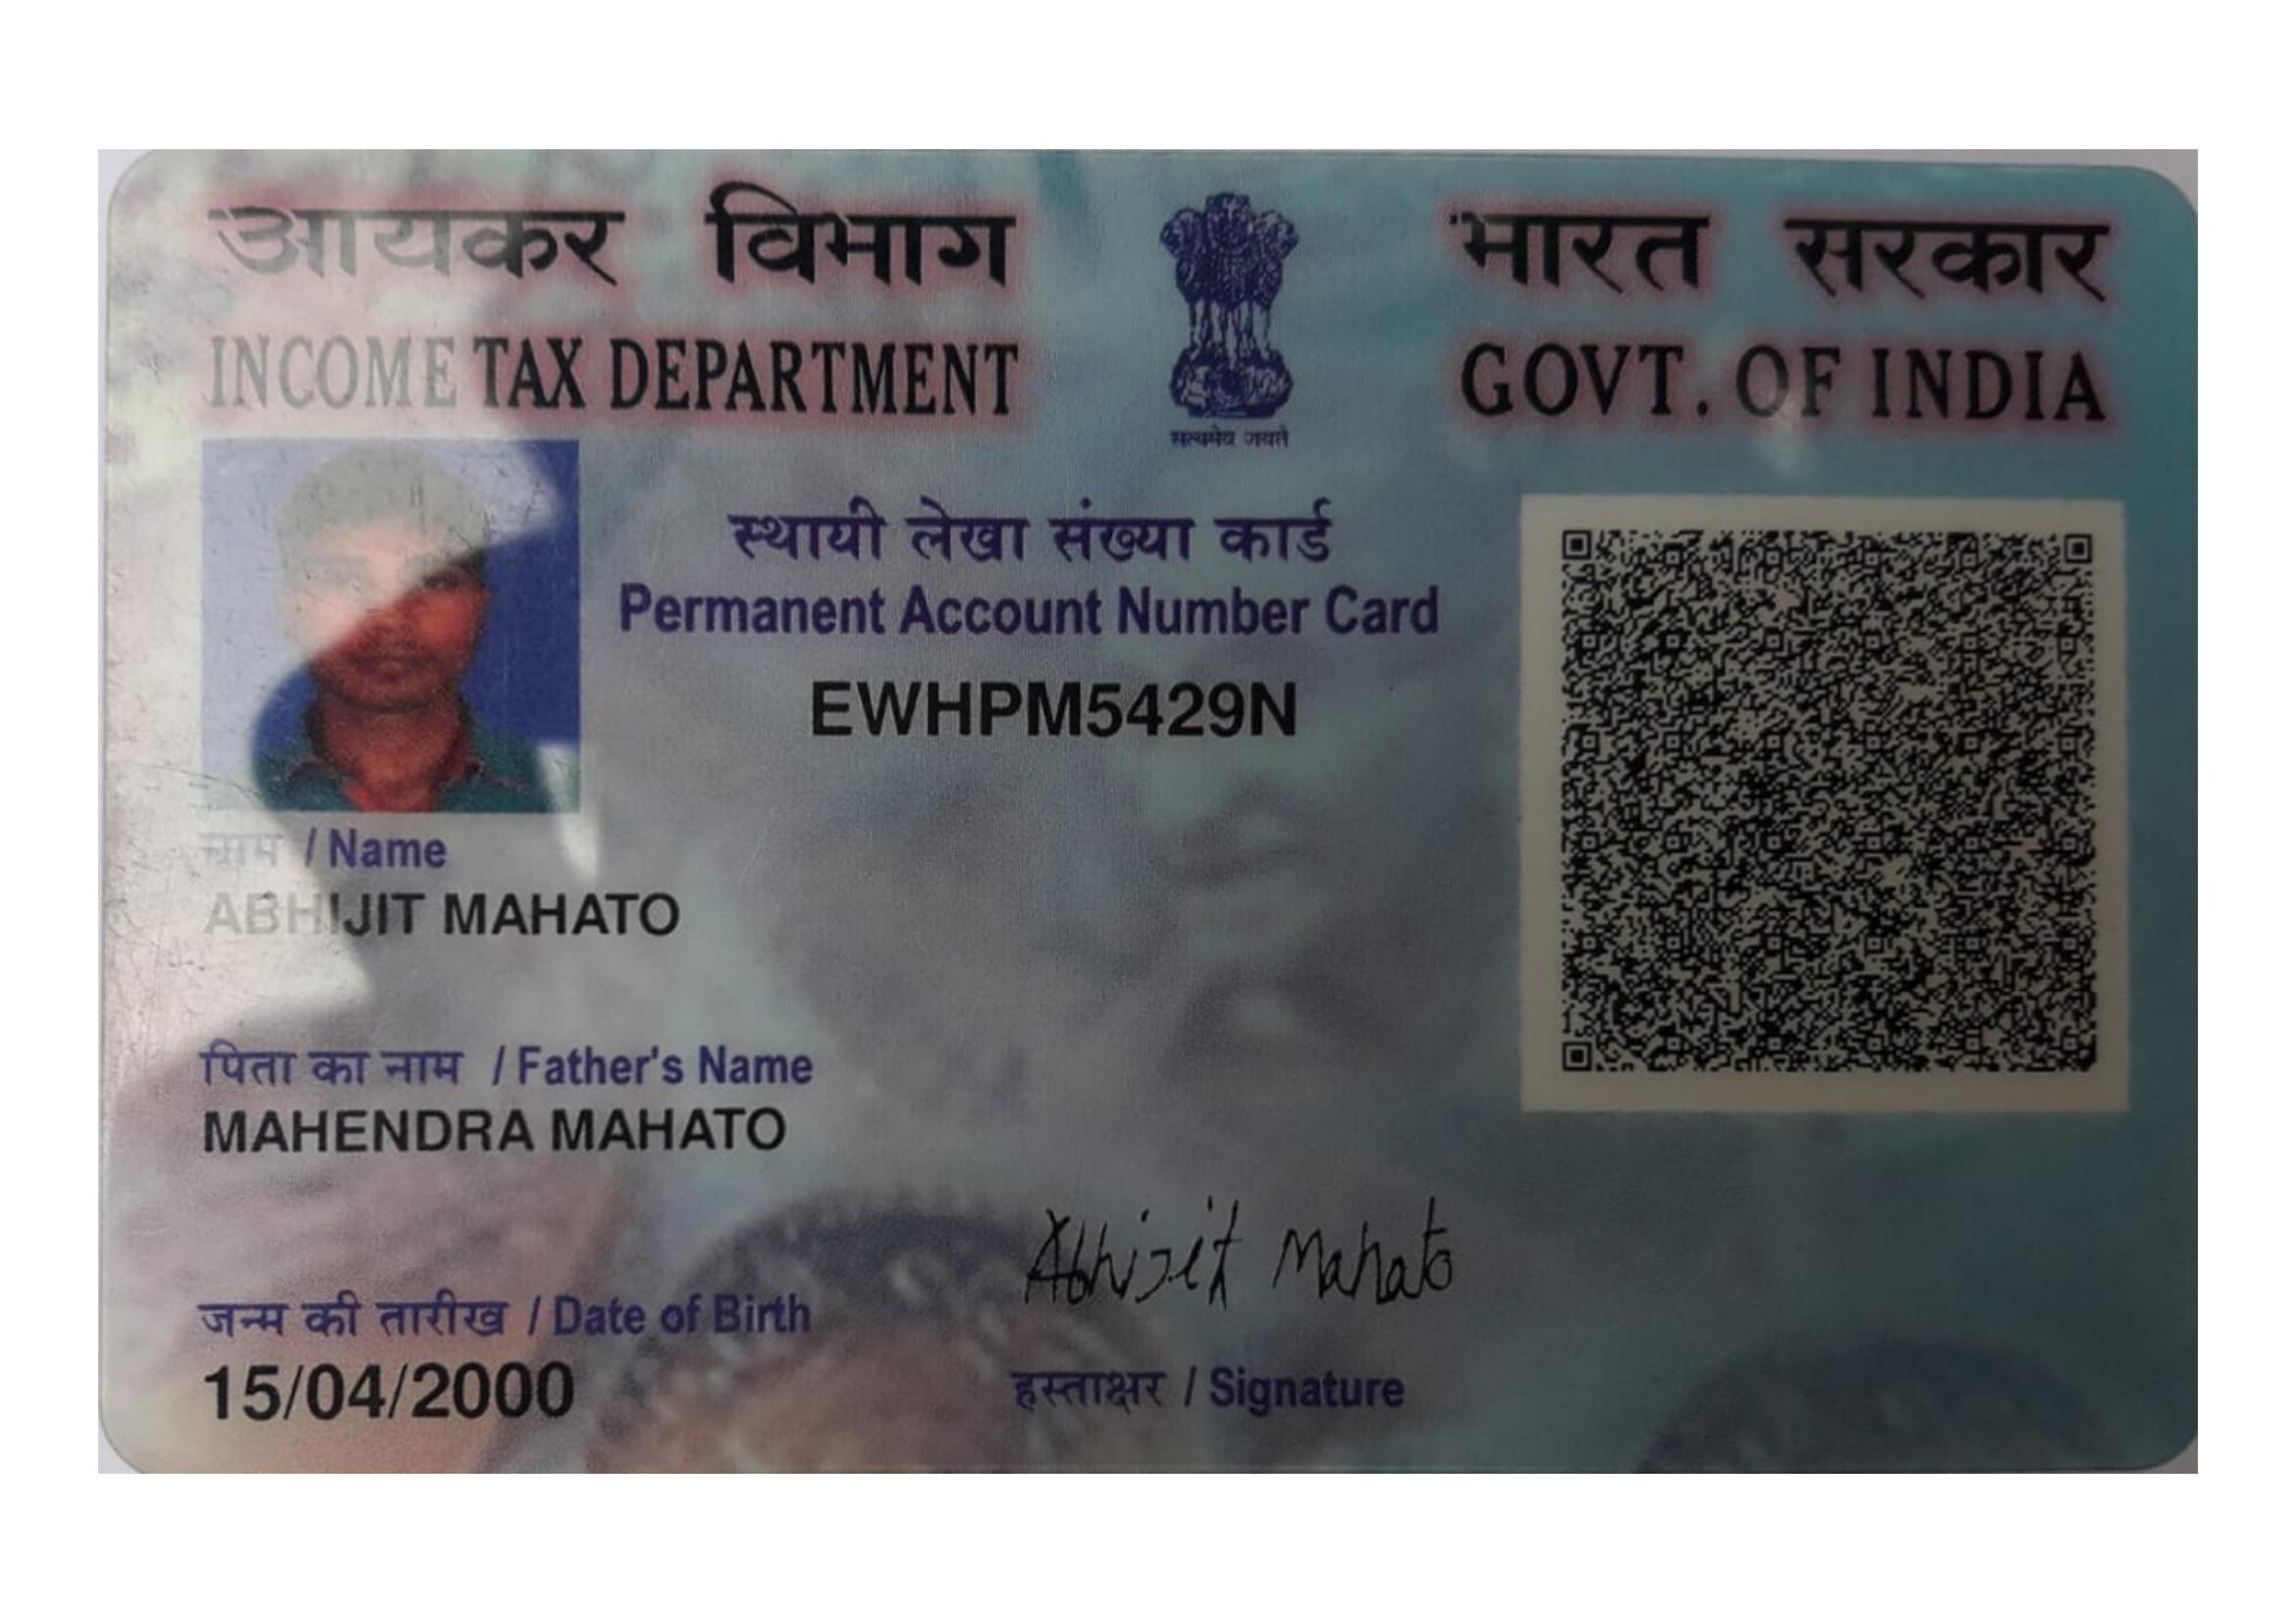 आयकर विभाग
INCOME TAX DEPARTMENT
सत्यमेव जयते
भारत सरकार
GOVT. OF INDIA
स्थायी लेखा संख्या कार्ड
Permanent Account Number Card
EWHPM5429N
नाम / Name
ABHIJIT MAHATO
पिता का नाम / Father's Name
MAHENDRA MAHATO
जन्म की तारीख / Date of Birth
15/04/2000
Abhijit Mahato
हस्ताक्षर / Signature